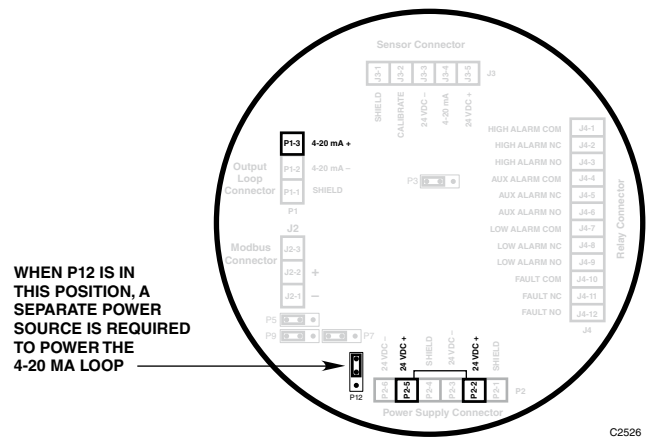 Sensor Connector
J3-1
J3-2
J3-3
J3-4
J3-5
J3
SHIELD
CALIBRATE
24 VDC –
4-20 mA
24 VDC +
P1-3 4-20 mA +
P1-2 4-20 mA –
P1-1 SHIELD
Output
Loop
Connector
P1
J2
Modbus
Connector
J2-3
J2-2 +
J2-1 –
P3
P5
P9
P7
HIGH ALARM COM J4-1
HIGH ALARM NC J4-2
HIGH ALARM NO J4-3
AUX ALARM COM J4-4
AUX ALARM NC J4-5
AUX ALARM NO J4-6
LOW ALARM COM J4-7
LOW ALARM NC J4-8
LOW ALARM NO J4-9
FAULT COM J4-10
FAULT NC J4-11
FAULT NO J4-12
J4
Relay Connector
WHEN P12 IS IN
THIS POSITION, A
SEPARATE POWER
SOURCE IS REQUIRED
TO POWER THE
4-20 MA LOOP
P12
24 VDC –
24 VDC +
SHIELD
24 VDC –
24 VDC +
SHIELD
P2-6
P2-5
P2-4
P2-3
P2-2
P2-1
P2
Power Supply Connector
C2526